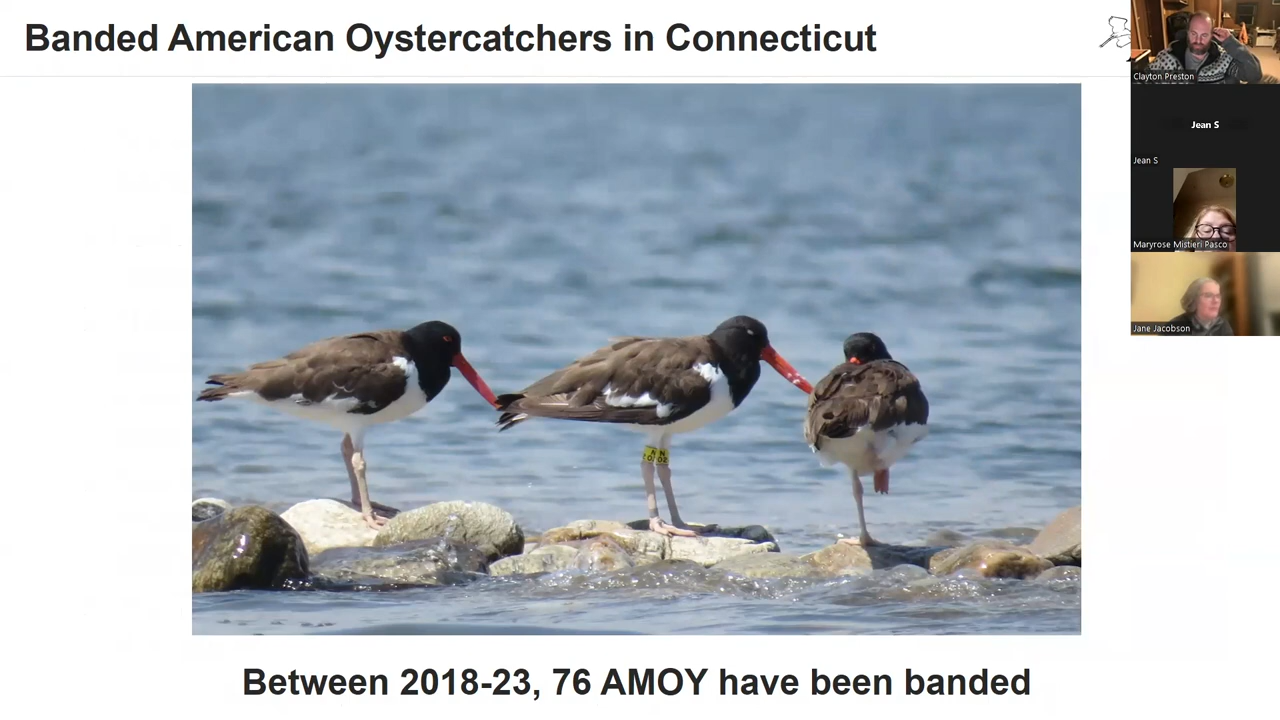 Banded American Oystercatchers in Connecticut
Clayton Preston
Jean S
Jean S
Maryrose Mistieri Pasco
Jane Jacobson
Between 2018-23, 76 AMOY have been banded